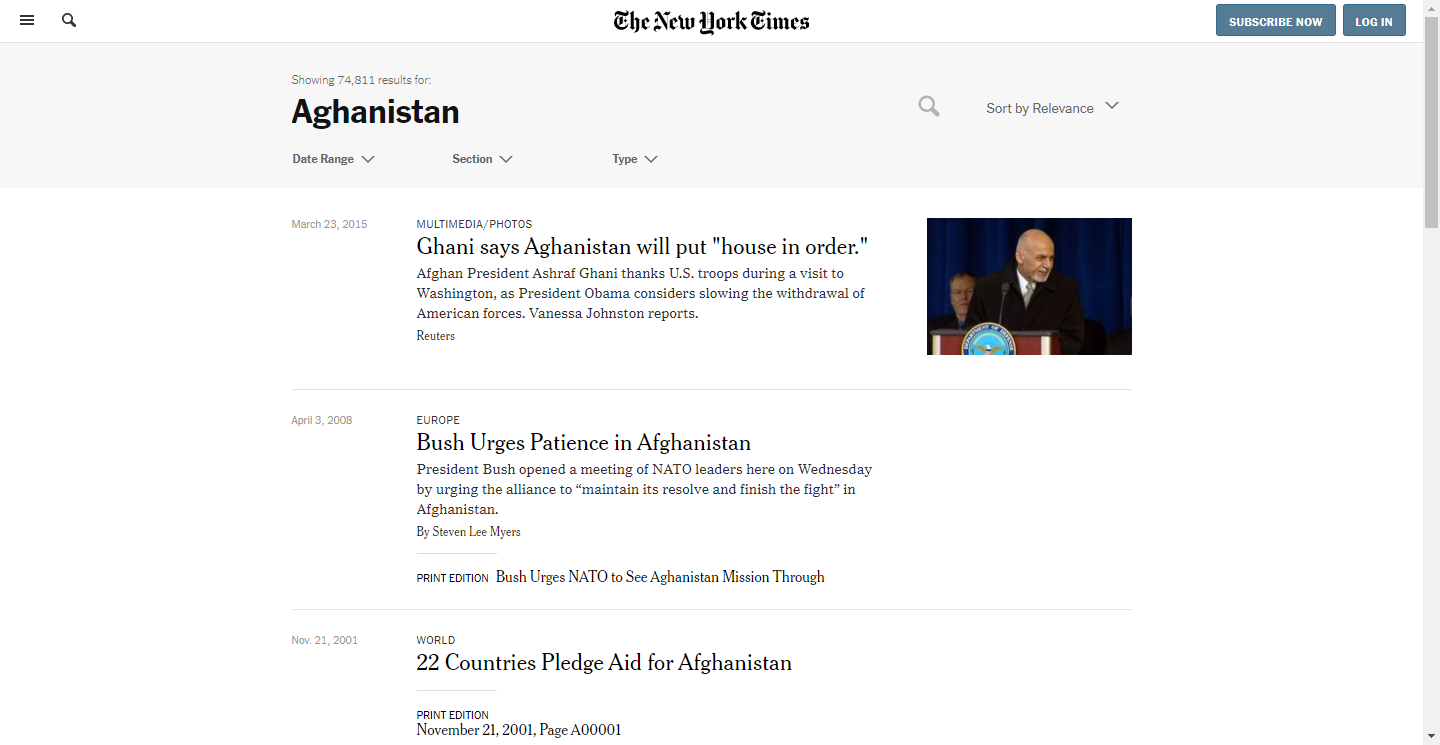 The New York Times
SUBSCRIBE NOW
LOG IN
Showing 74,811 results for:
Aghanistan
Sort by Relevance
Date Range
Section
Type
March 23, 2015
MULTIMEDIA/PHOTOS
Ghani says Aghanistan will put "house in order."
Afghan President Ashraf Ghani thanks U.S. troops during a visit to
Washington, as President Obama considers slowing the withdrawal of
American forces. Vanessa Johnston reports.
Reuters
DEPARTMENT OF DEFENSE
April 3, 2008
EUROPE
Bush Urges Patience in Afghanistan
President Bush opened a meeting of NATO leaders here on Wednesday
by urging the alliance to “maintain its resolve and finish the fight” in
Afghanistan.
By Steven Lee Myers
PRINT EDITION Bush Urges NATO to See Aghanistan Mission Through
Nov. 21, 2001
WORLD
22 Countries Pledge Aid for Afghanistan
PRINT EDITION
November 21, 2001, Page A00001